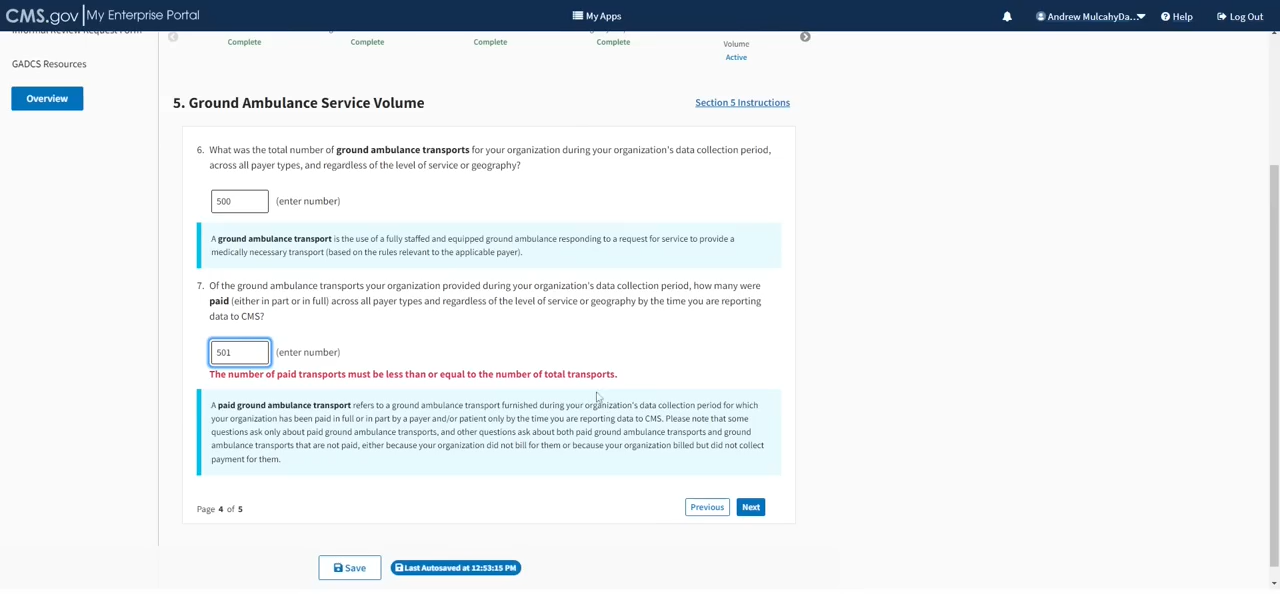 CMS.gov | My Enterprise Portal
My Apps
Andrew MulcahyDa...
Help
Log Out
Informal Review Request Form
GADCS Resources
Overview
Complete
Complete
Complete
Complete
Volume
Active
5. Ground Ambulance Service Volume
Section 5 Instructions
6. What was the total number of ground ambulance transports for your organization during your organization's data collection period,
across all payer types, and regardless of the level of service or geography?
500 (enter number)
A ground ambulance transport is the use of a fully staffed and equipped ground ambulance responding to a request for service to provide a
medically necessary transport (based on the rules relevant to the applicable payer).
7. Of the ground ambulance transports your organization provided during your organization's data collection period, how many were
paid (either in part or in full) across all payer types and regardless of the level of service or geography by the time you are reporting
data to CMS?
501 (enter number)
The number of paid transports must be less than or equal to the number of total transports.
A paid ground ambulance transport refers to a ground ambulance transport furnished during your organization's data collection period for which
your organization has been paid in full or in part by a payer and/or patient only by the time you are reporting data to CMS. Please note that some
questions ask only about paid ground ambulance transports, and other questions ask about both paid ground ambulance transports and ground
ambulance transports that are not paid, either because your organization did not bill for them or because your organization billed but did not collect
payment for them.
Page 4 of 5
Previous
Next
Save
Last Autosaved at 12:53:15 PM